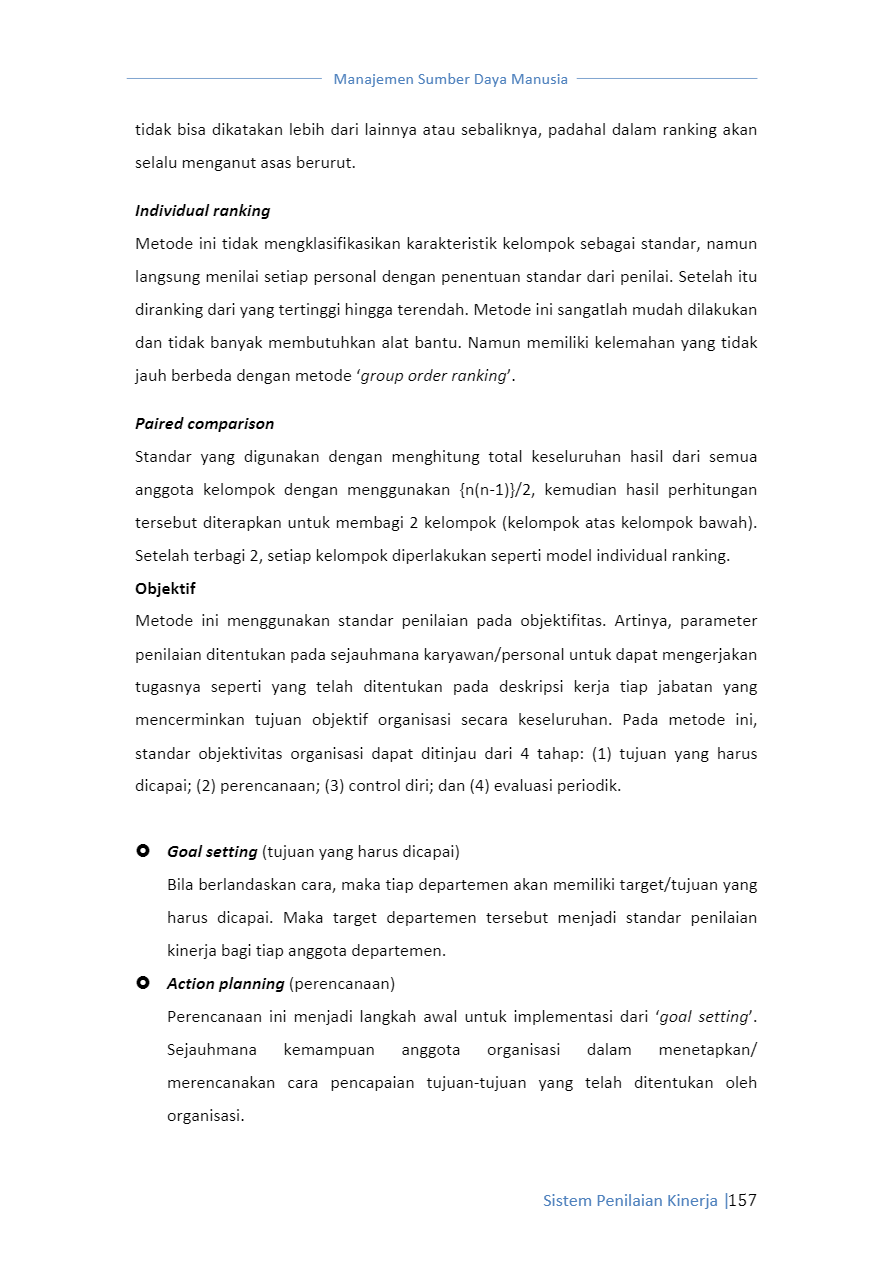 Manajemen Sumber Daya Manusia
tidak bisa dikatakan lebih dari lainnya atau sebaliknya, padahal dalam ranking akan
selalu menganut asas berurut.
Individual ranking
Metode ini tidak mengklasifikasikan karakteristik kelompok sebagai standar, namun
langsung menilai setiap personal dengan penentuan standar dari penilai. Setelah itu
diranking dari yang tertinggi hingga terendah. Metode ini sangatlah mudah dilakukan
dan tidak banyak membutuhkan alat bantu. Namun memiliki kelemahan yang tidak
jauh berbeda dengan metode ‘group order ranking’.
Paired comparison
Standar yang digunakan dengan menghitung total keseluruhan hasil dari semua
anggota kelompok dengan menggunakan {n(n-1)}/2, kemudian hasil perhitungan
tersebut diterapkan untuk membagi 2 kelompok (kelompok atas kelompok bawah).
Setelah terbagi 2, setiap kelompok diperlakukan seperti model individual ranking.
Objektif
Metode ini menggunakan standar penilaian pada objektifitas. Artinya, parameter
penilaian ditentukan pada sejauhmana karyawan/personal untuk dapat mengerjakan
tugasnya seperti yang telah ditentukan pada deskripsi kerja tiap jabatan yang
mencerminkan tujuan objektif organisasi secara keseluruhan. Pada metode ini,
standar objektivitas organisasi dapat ditinjau dari 4 tahap: (1) tujuan yang harus
dicapai; (2) perencanaan; (3) control diri; dan (4) evaluasi periodik.
Goal setting (tujuan yang harus dicapai)
Bila berlandaskan cara, maka tiap departemen akan memiliki target/tujuan yang
harus dicapai. Maka target departemen tersebut menjadi standar penilaian
kinerja bagi tiap anggota departemen.
Action planning (perencanaan)
Perencanaan ini menjadi langkah awal untuk implementasi dari ‘goal setting’.
Sejauhmana kemampuan anggota organisasi dalam menetapkan/
merencanakan cara pencapaian tujuan-tujuan yang telah ditentukan oleh
organisasi.
Sistem Penilaian Kinerja |157